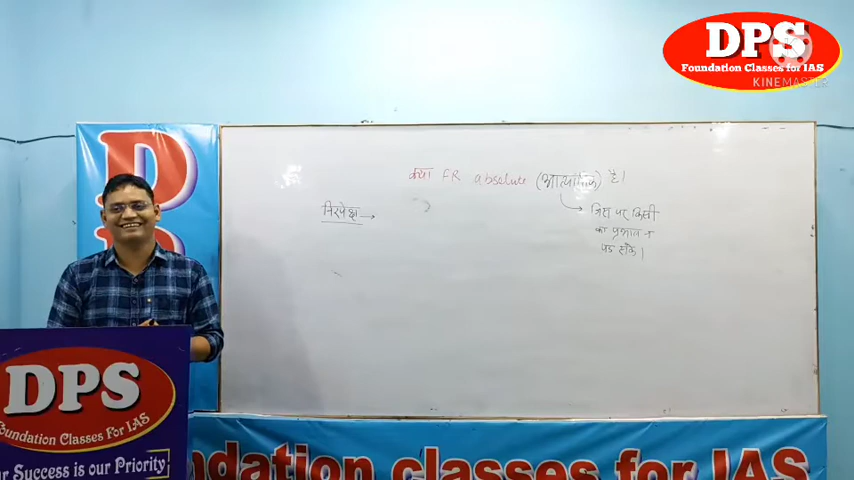 DPS
Foundation Classes for IAS
KINEMASTER
क्या FR absolute (आत्यांतिक) है।
निरपेक्ष →
जिस पर किसी
का प्रभाव न
पड़ सके।
D
DPS
Foundation Classes for IAS
r Success is our Priority
ndation classes for IAS